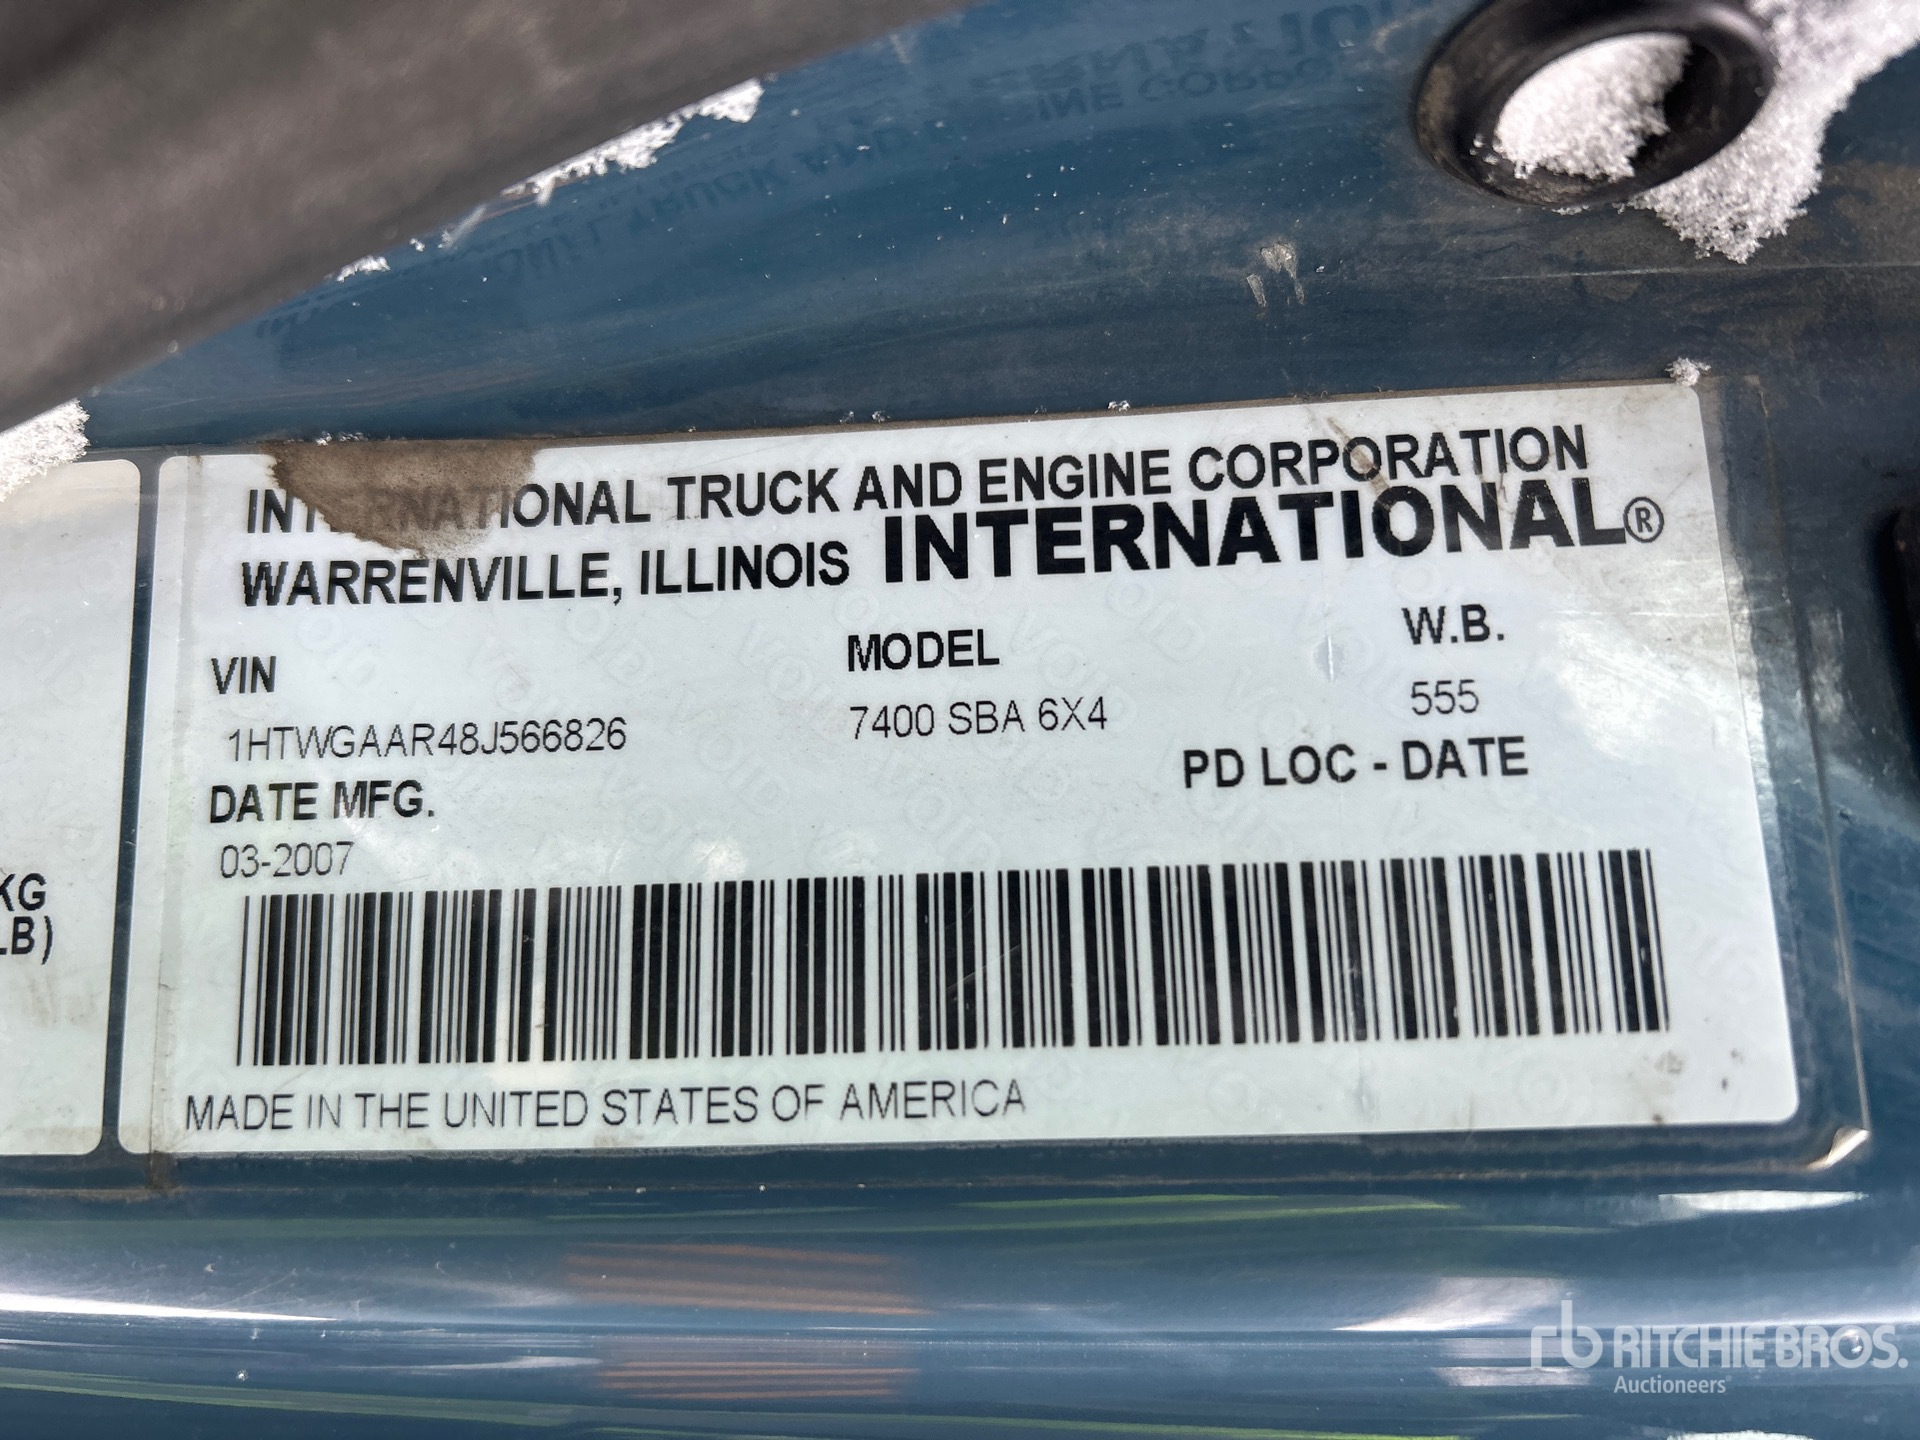 INTERNATIONAL TRUCK AND ENGINE CORPORATION
WARRENVILLE, ILLINOIS INTERNATIONAL®
VIN MODEL W.B.
1HTWGAAR48J566826 7400 SBA 6X4 555
DATE MFG. PD LOC - DATE
03-2007
MADE IN THE UNITED STATES OF AMERICA
KG
LB)
rb RITCHIE BROS.
Auctioneers